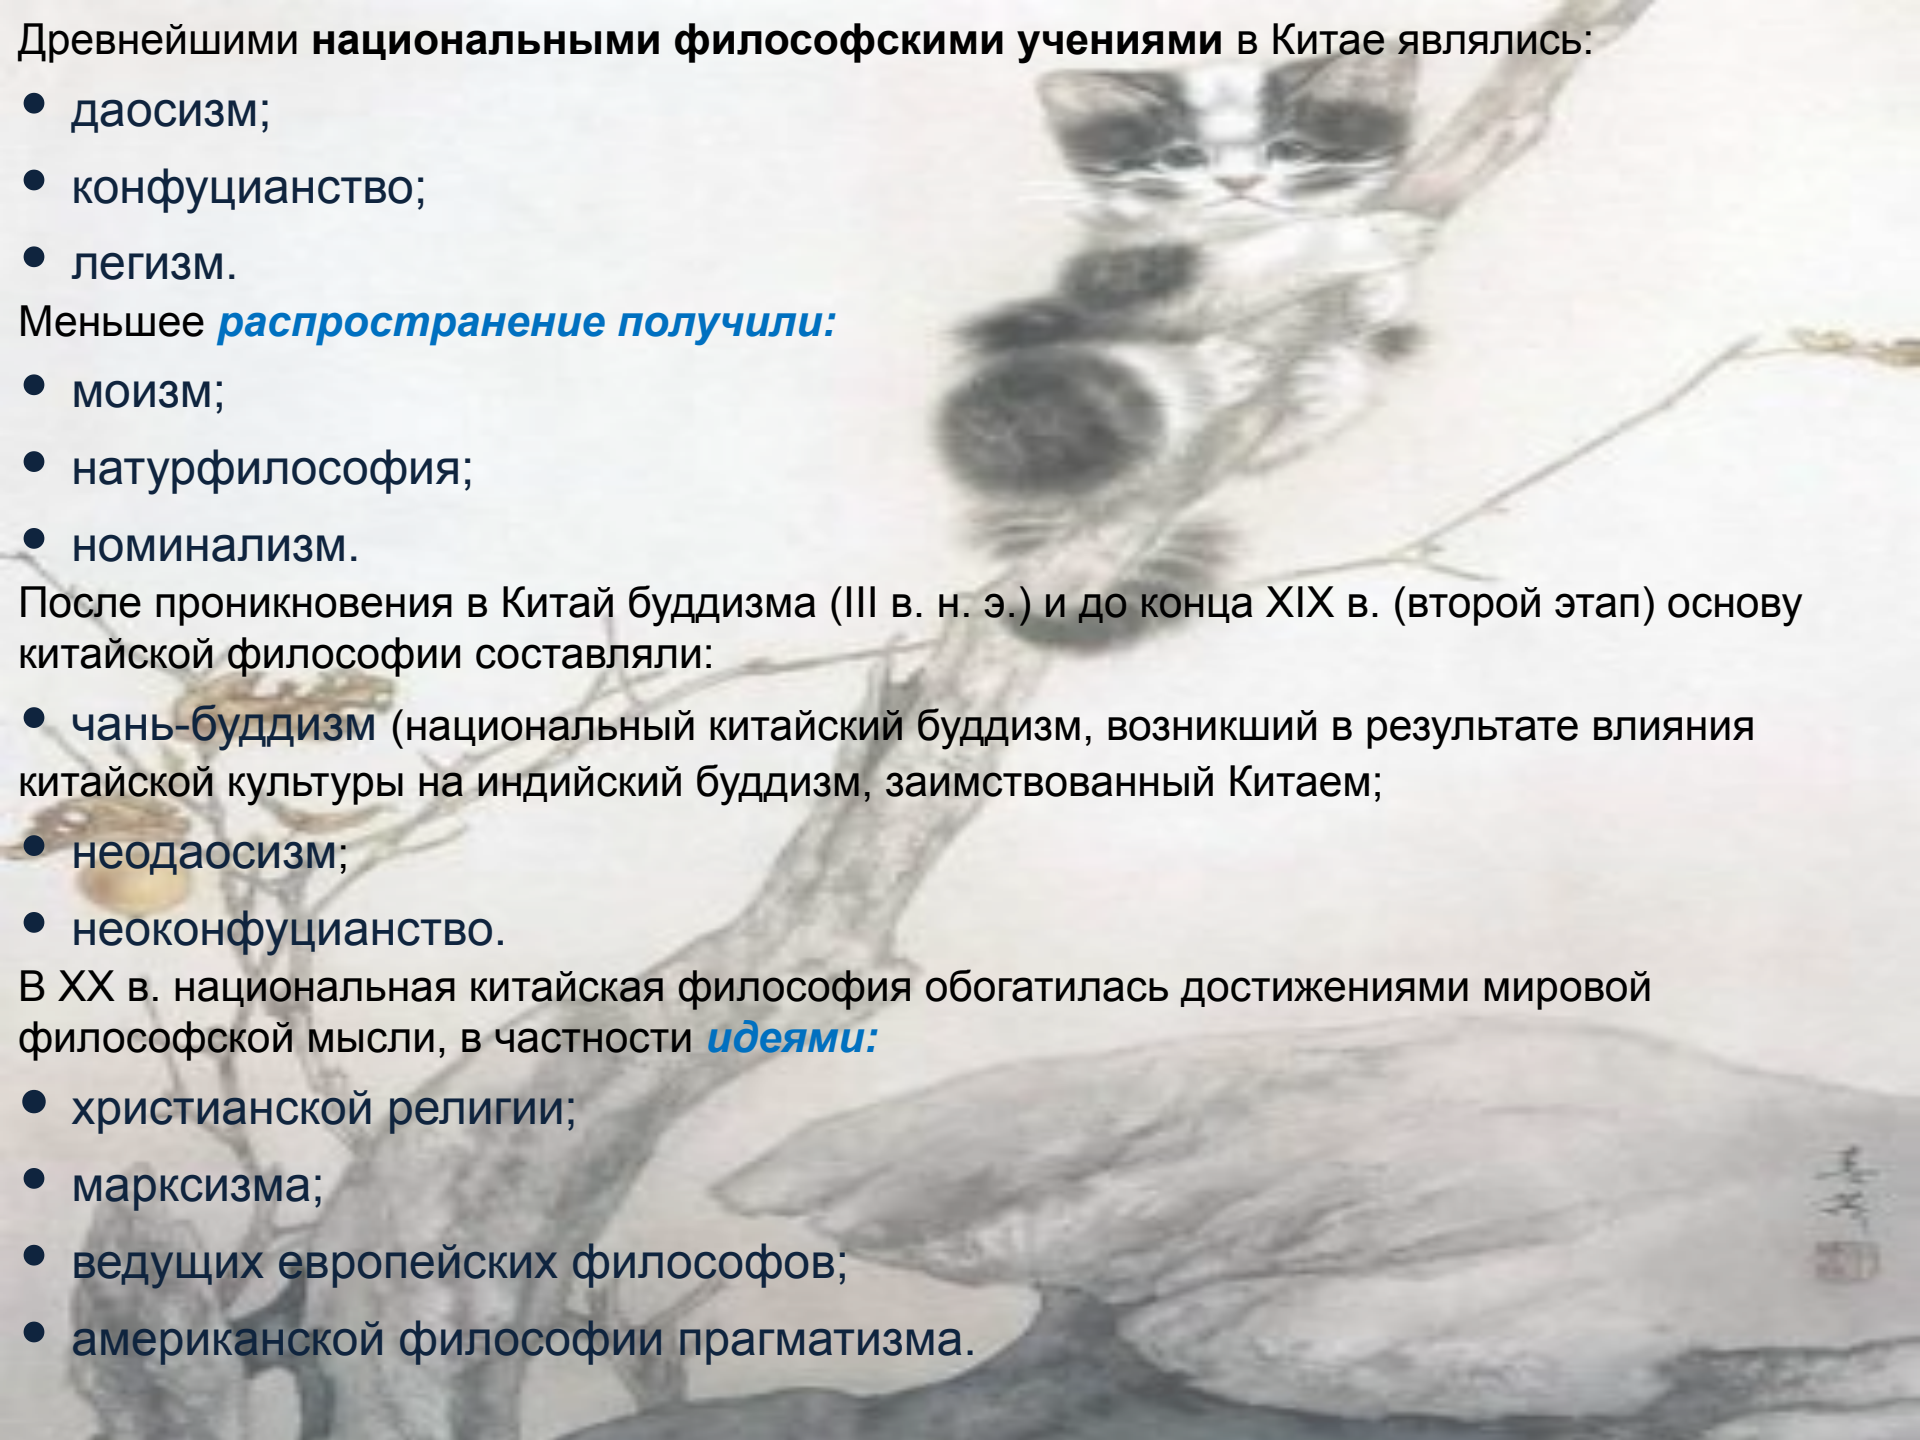 Древнейшими национальными философскими учениями в Китае являлись:
• даосизм;
• конфуцианство;
• легизм.
Меньшее распространение получили:
• моизм;
• натурфилософия;
• номинализм.
После проникновения в Китай буддизма (III в. н. э.) и до конца XIX в. (второй этап) основу
китайской философии составляли:
• чань-буддизм (национальный китайский буддизм, возникший в результате влияния
китайской культуры на индийский буддизм, заимствованный Китаем;
• неодаосизм;
• неоконфуцианство.
В XX в. национальная китайская философия обогатилась достижениями мировой
философской мысли, в частности идеями:
• христианской религии;
• марксизма;
• ведущих европейских философов;
• американской философии прагматизма.